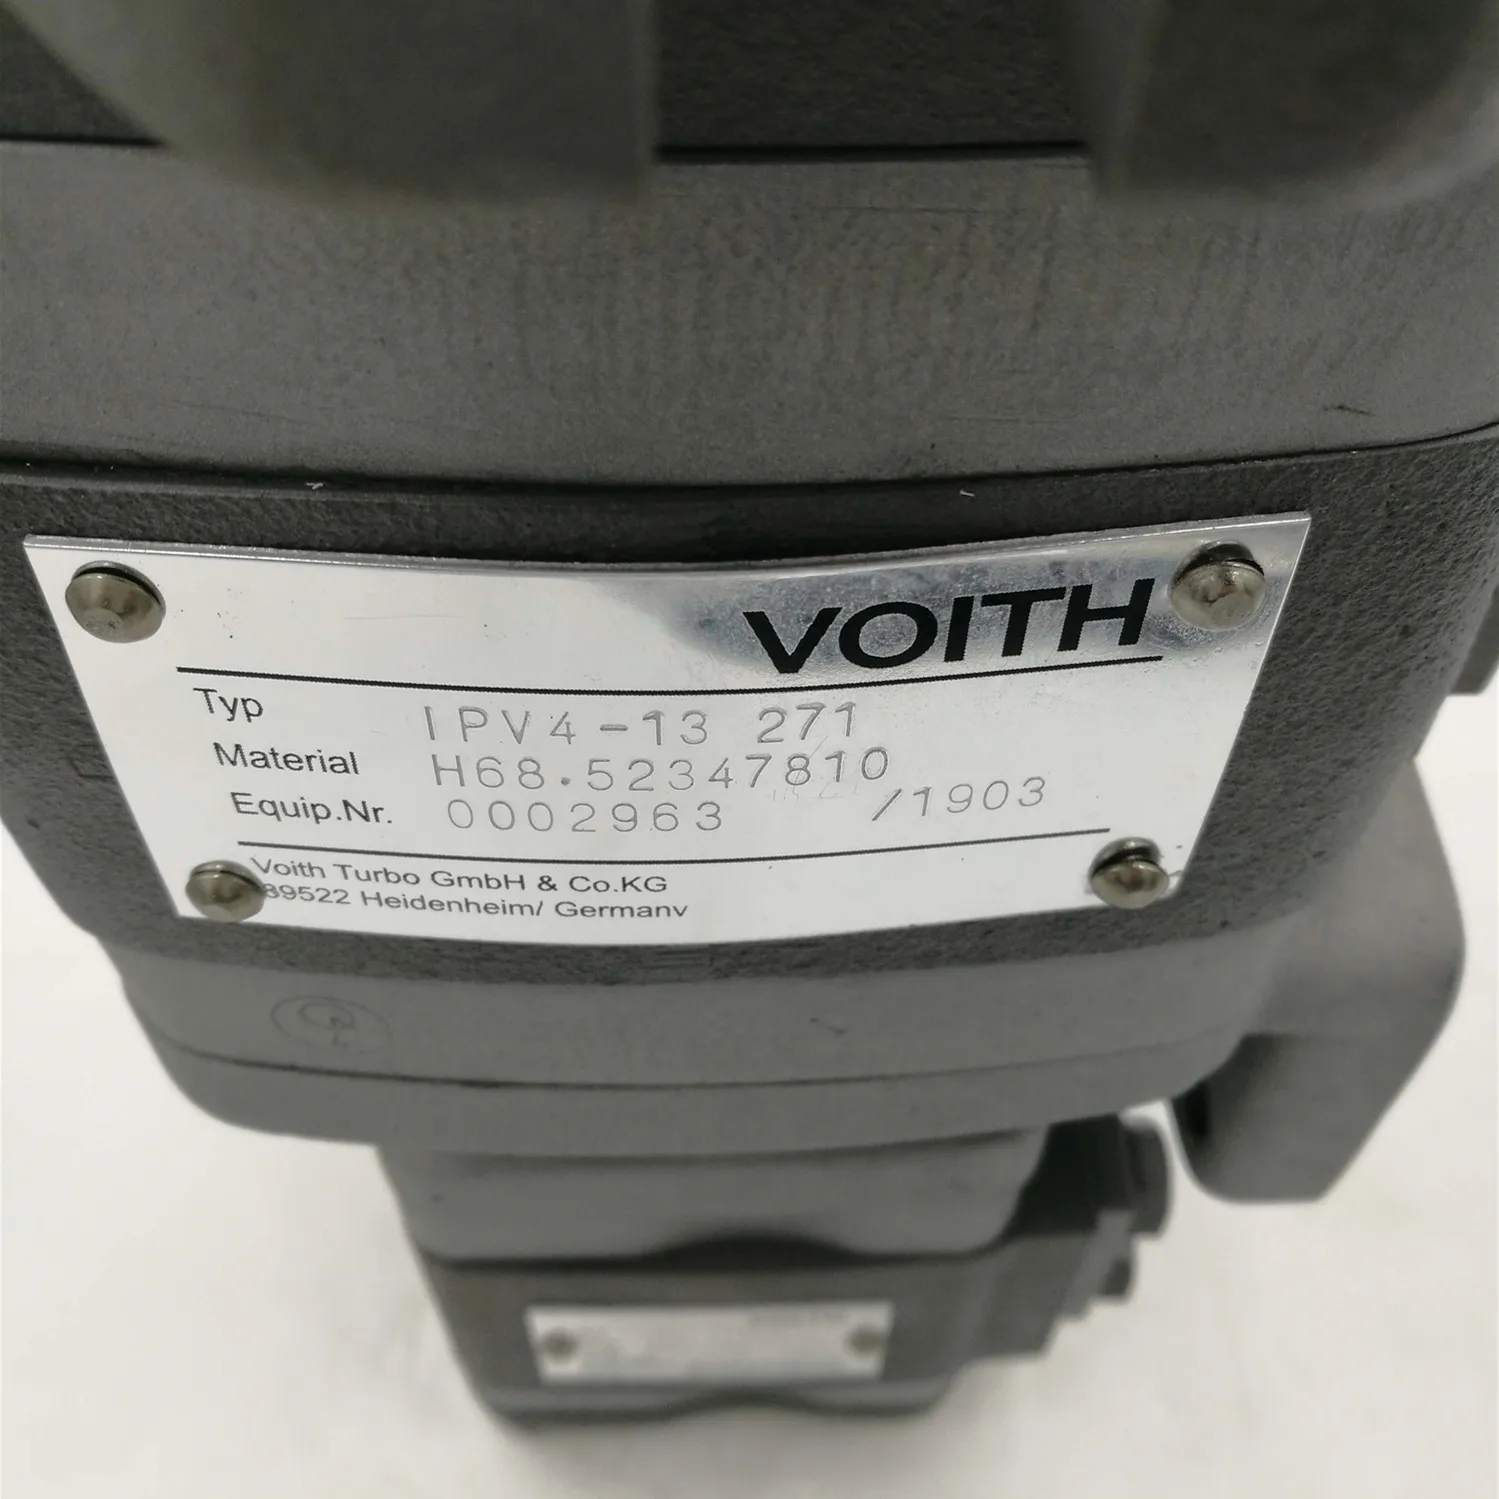 VOITH
Typ IPV4-13 271
Material H68.52347810
Equip.Nr. 0002963 /1903
Voith Turbo GmbH & Co.KG
89522 Heidenheim/ Germany